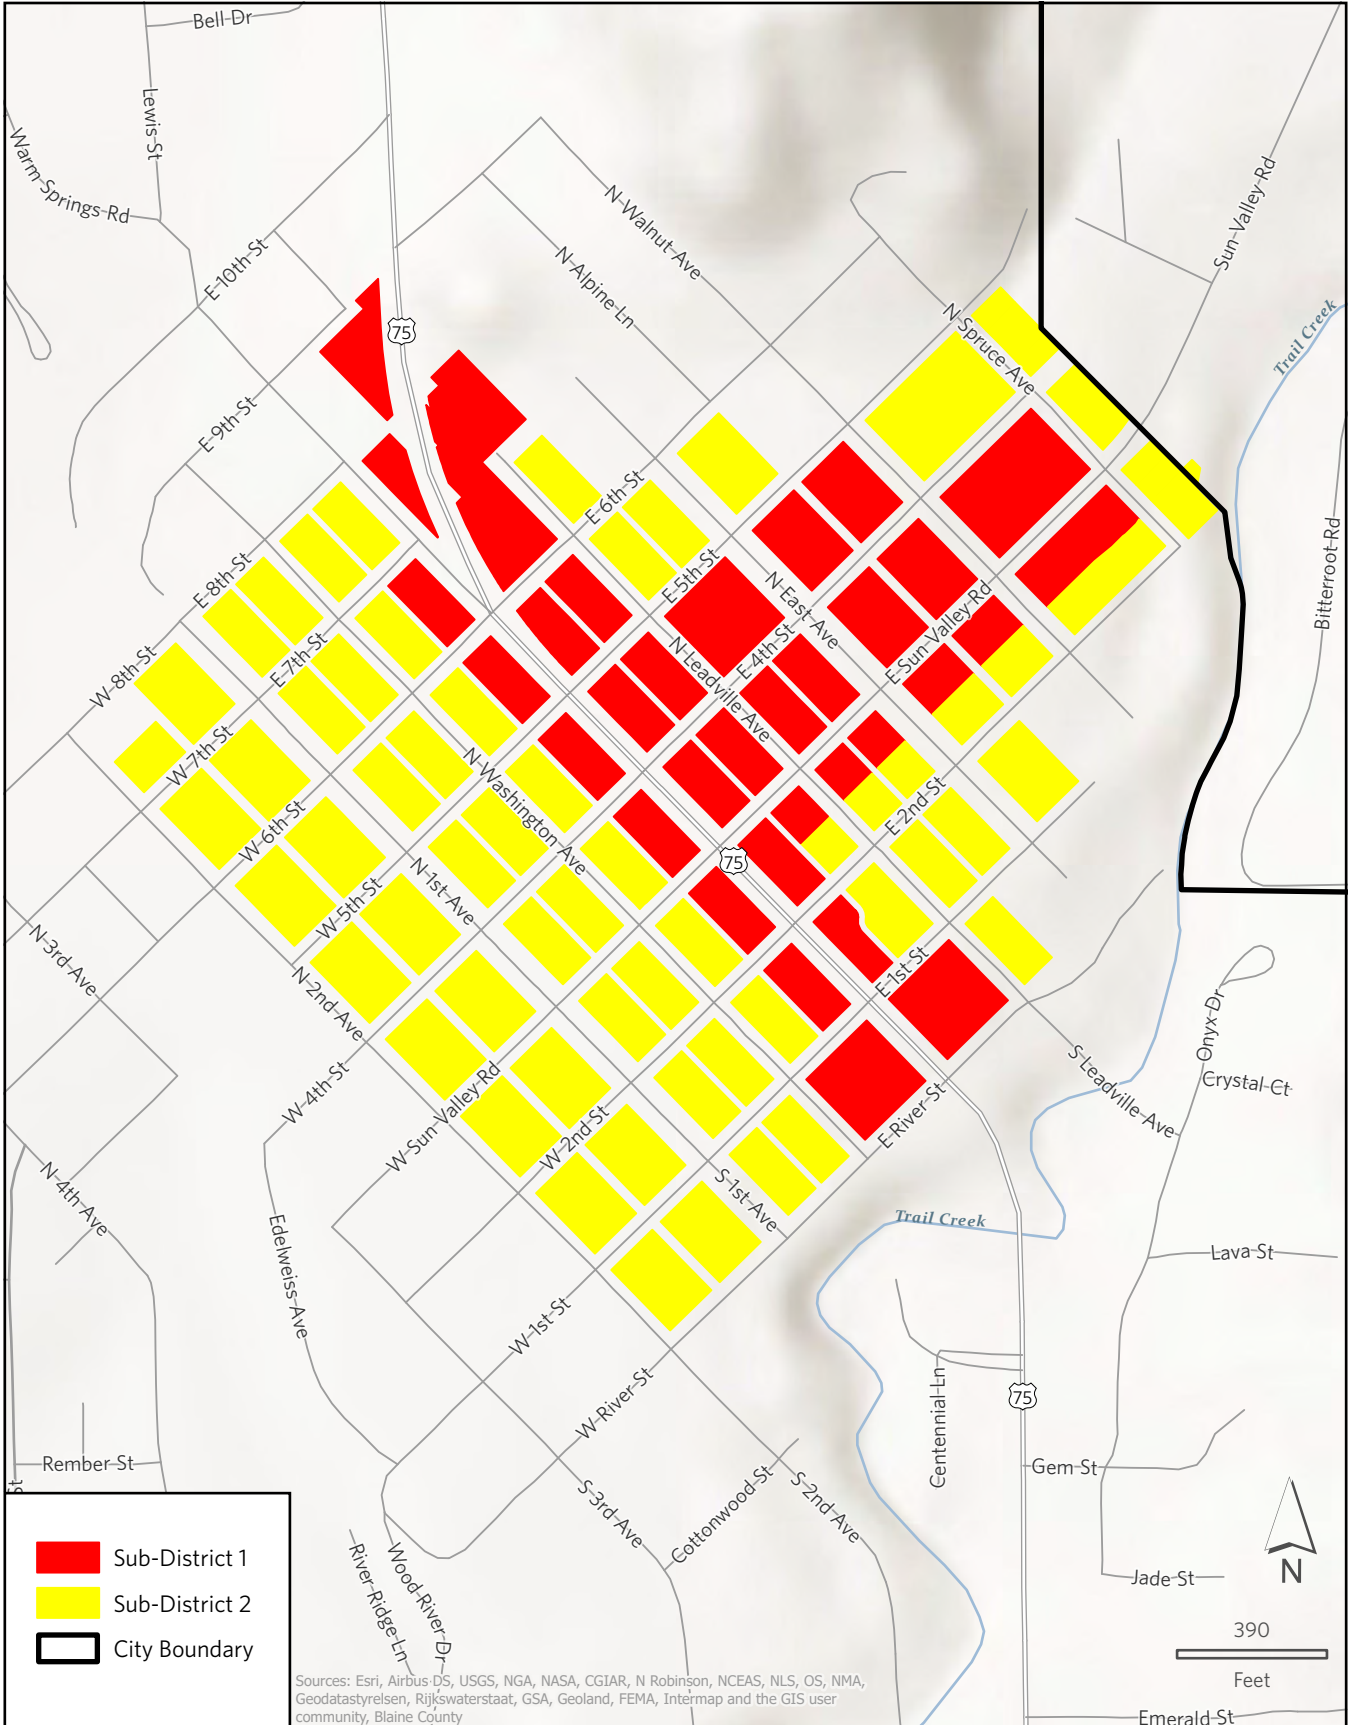 Bell Dr
Lewis St
Warm Springs Rd
N Walnut Ave
Sun Valley Rd
E 10th St
N Alpine Ln
75
N Spruce Ave
Trail Creek
E 9th St
E 6th St
Bitterroot Rd
E 8th St
E 5th St
N East Ave
E Sun Valley Rd
E 4th St
E 7th St
N Leadville Ave
W 8th St
W 7th St
N Washington Ave
E 2nd St
W 6th St
75
N 1st Ave
W 5th St
N 3rd Ave
E 1st St
N 2nd Ave
Onyx Dr
Crystal Ct
S Leadville Ave
W 4th St
W Sun Valley Rd
E River St
W 2nd St
N 4th Ave
S 1st Ave
Trail Creek
Edelweiss Ave
Lava St
W 1st St
W River St
75
Centennial Ln
Rember St
Gem St
S 3rd Ave
Cottonwood St
S 2nd Ave
River Ridge Ln
Wood River Dr
Jade St
N
Sub-District 1
Sub-District 2
City Boundary
390
Feet
Emerald St
Sources: Esri, Airbus DS, USGS, NGA, NASA, CGIAR, N Robinson, NCEAS, NLS, OS, NMA,
Geodatastyrelsen, Rijkswaterstaat, GSA, Geoland, FEMA, Intermap and the GIS user
community, Blaine County